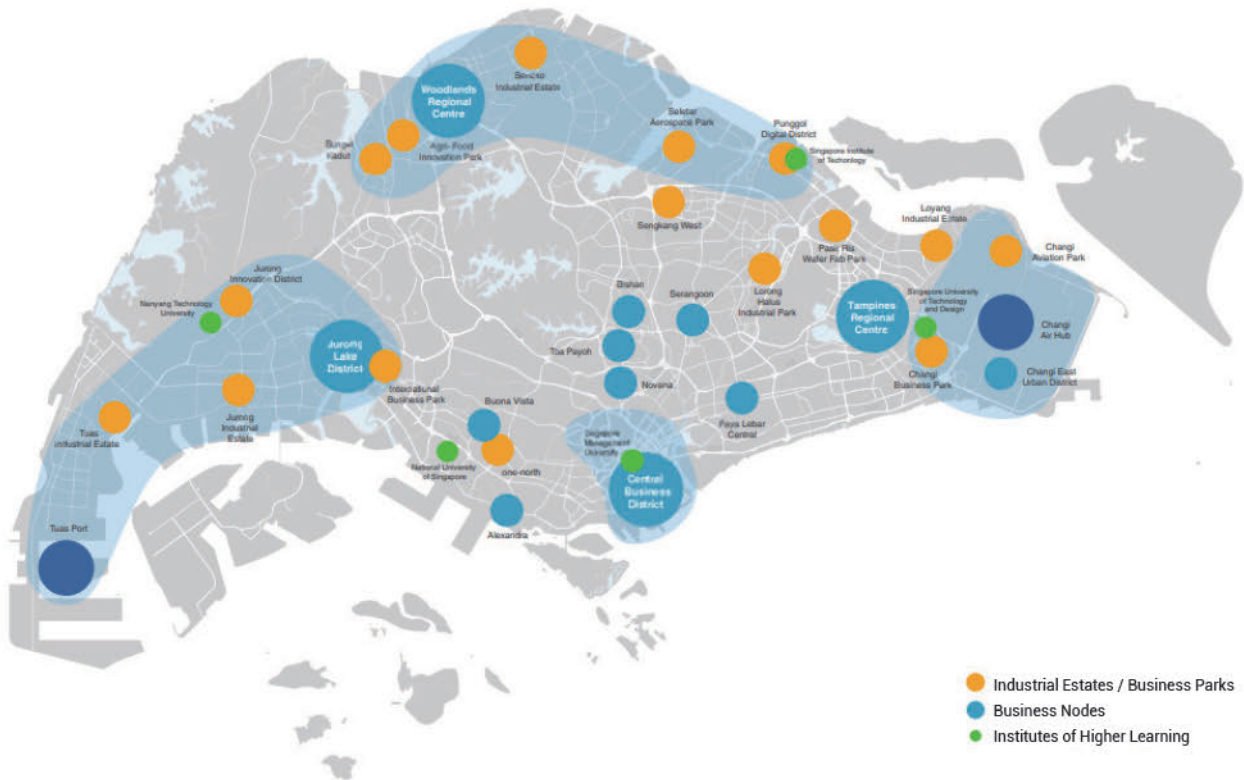 Woodlands
Regional
Centre
Industrial Estate
Agri-Food
Innovation Park
Seletar
Aerospace Park
Punggol
Digital District
Singapore Institute
of Technology
Sengkang West
Pasir Ris
Wafer Fab Park
Loyang
Industrial Estate
Changi
Aviation Park
Jurong
Innovation District
Nanyang Technology
University
Jurong
Lake
District
International
Business Park
Bishan
Serangoon
Lorong
Halus
Industrial Park
Tampines
Regional
Centre
Singapore University
of Technology
and Design
Changi
Air Hub
Toa Payoh
Novena
Changi
Business Park
Changi East
Urban District
Tuas
Industrial Estate
Jurong
Industrial
Estate
Buona Vista
Paya Lebar
Central
National University
of Singapore
one-north
Singapore
Management
University
Central
Business
District
Alexandra
Tuas Port
Industrial Estates / Business Parks
Business Nodes
Institutes of Higher Learning